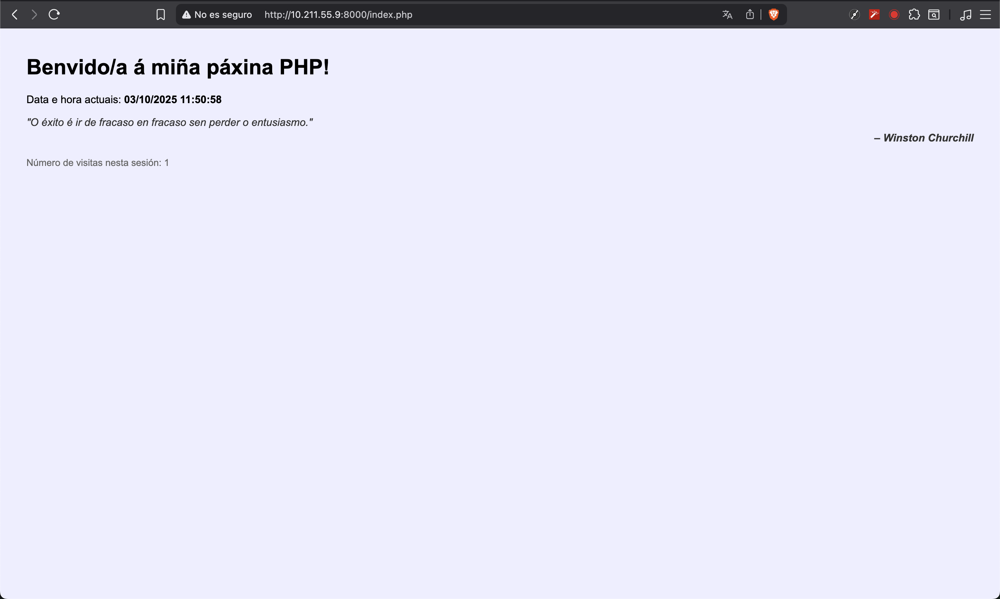 No es seguro http://10.211.55.9:8000/index.php
Benvido/a á miña páxina PHP!
Data e hora actuais: 03/10/2025 11:50:58
"O éxito é ir de fracaso en fracaso sen perder o entusiasmo."
– Winston Churchill
Número de visitas nesta sesión: 1